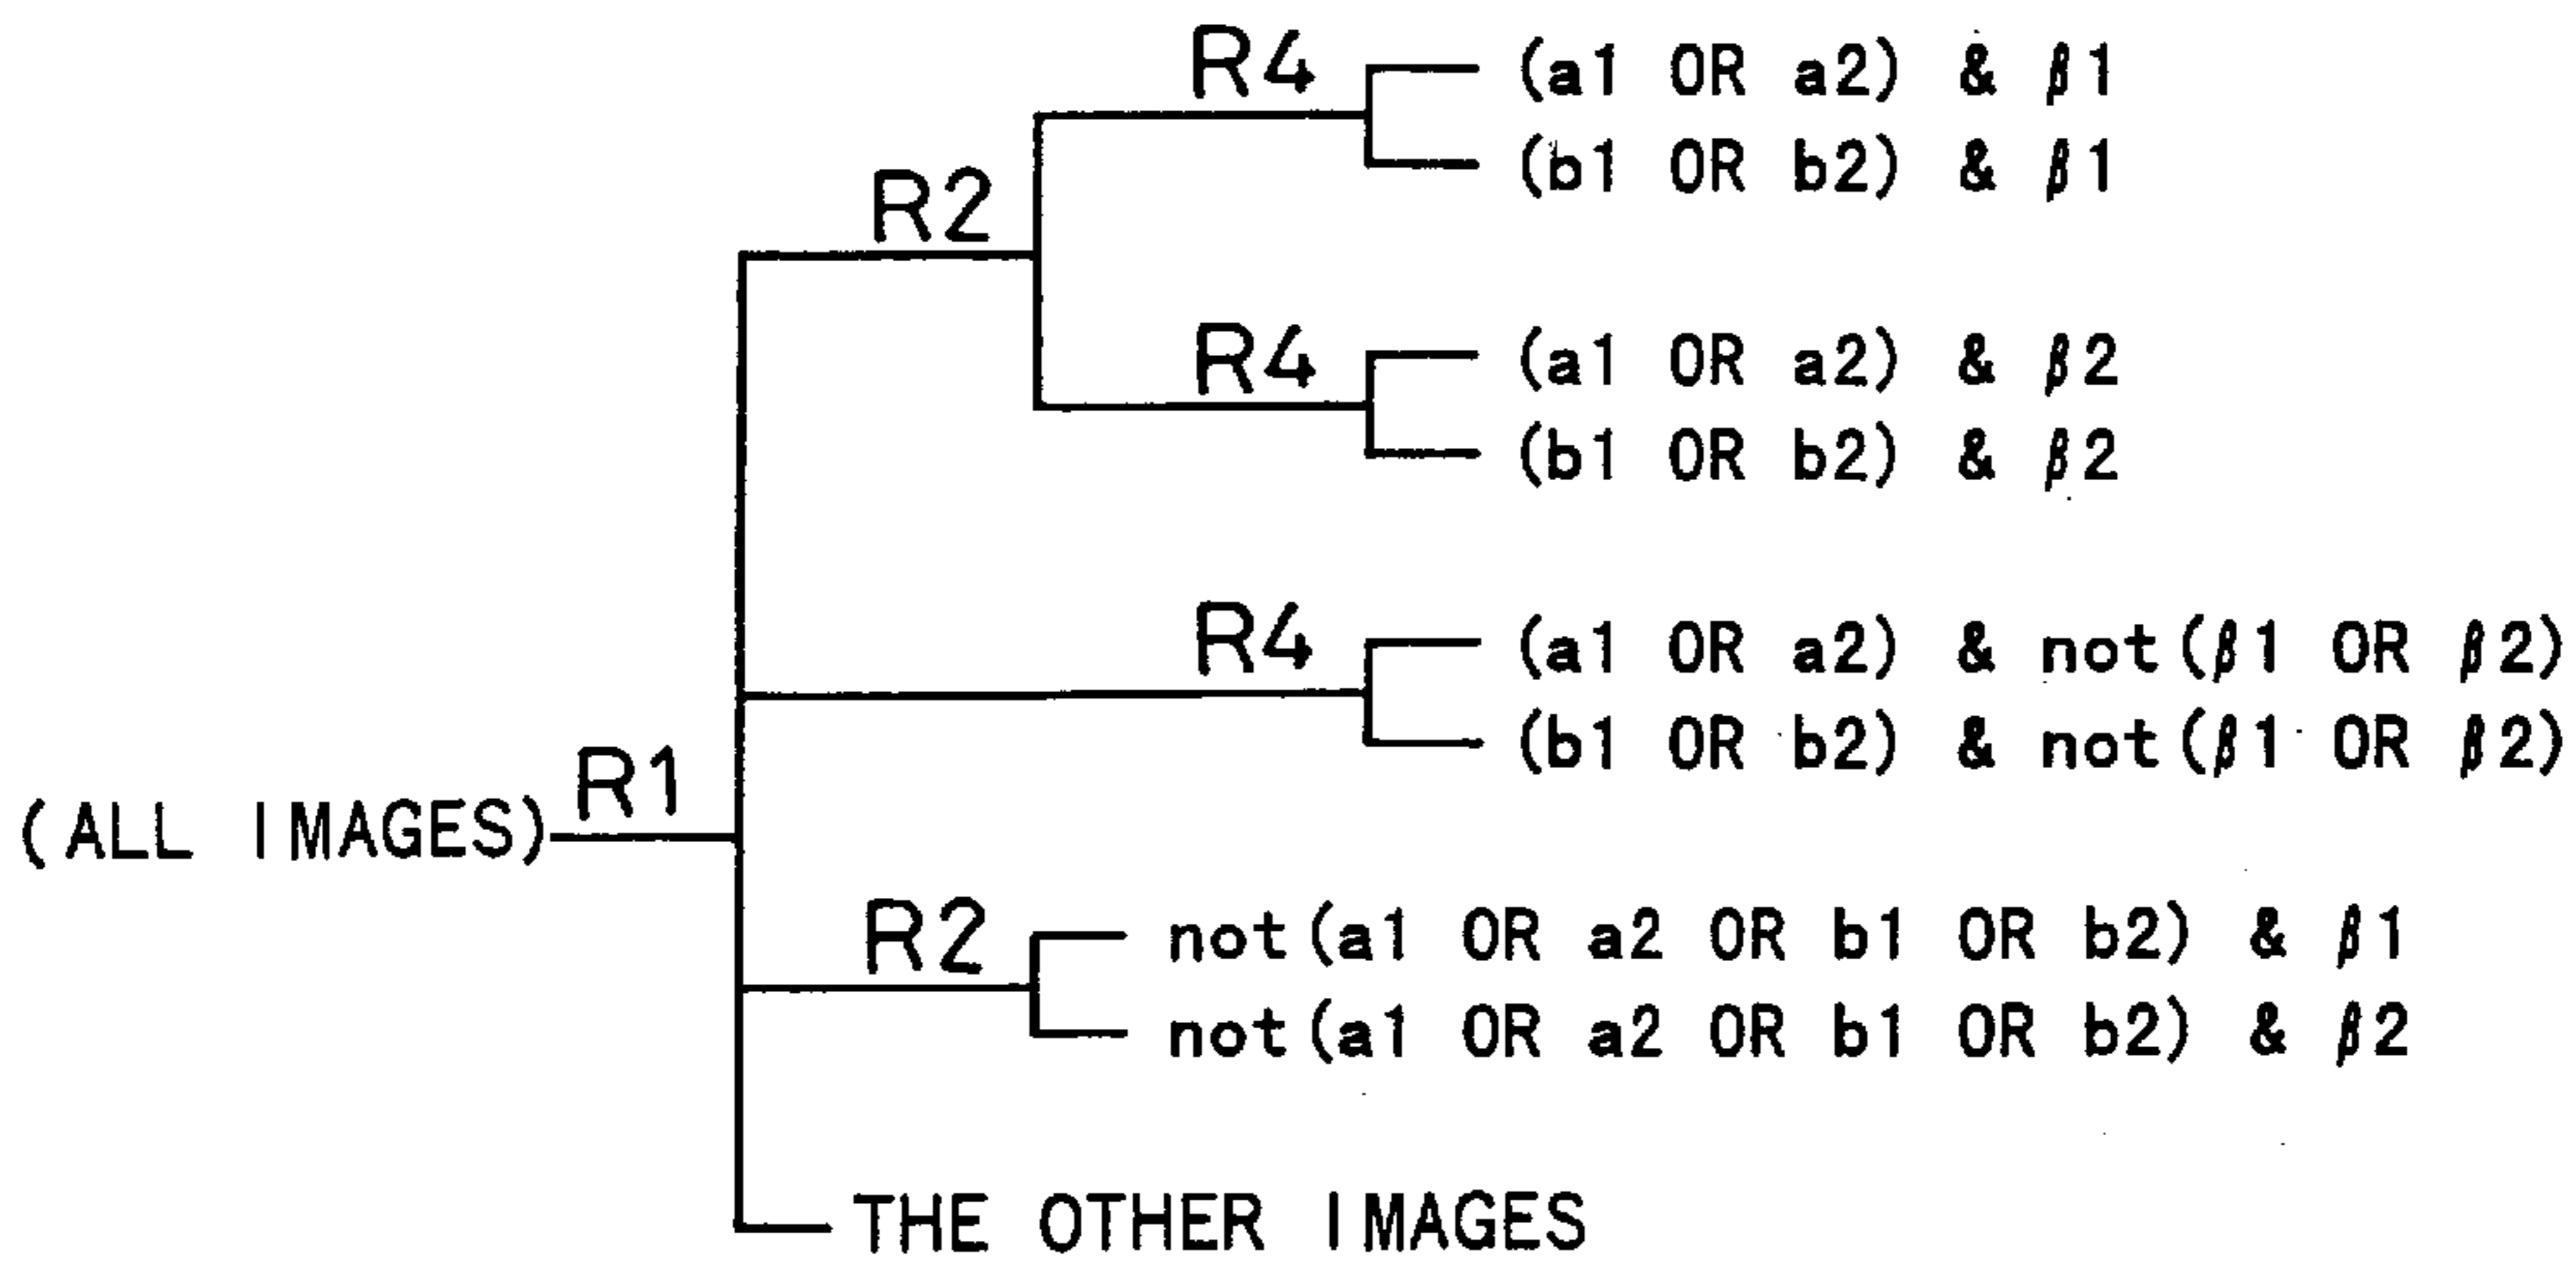 R4
(a1 OR a2) & β1
(b1 OR b2) & β1
R2
R4
(a1 OR a2) & β2
(b1 OR b2) & β2
R4
(a1 OR a2) & not(β1 OR β2)
(b1 OR b2) & not(β1 OR β2)
R1
(ALL IMAGES)
R2
not(a1 OR a2 OR b1 OR b2) & β1
not(a1 OR a2 OR b1 OR b2) & β2
THE OTHER IMAGES